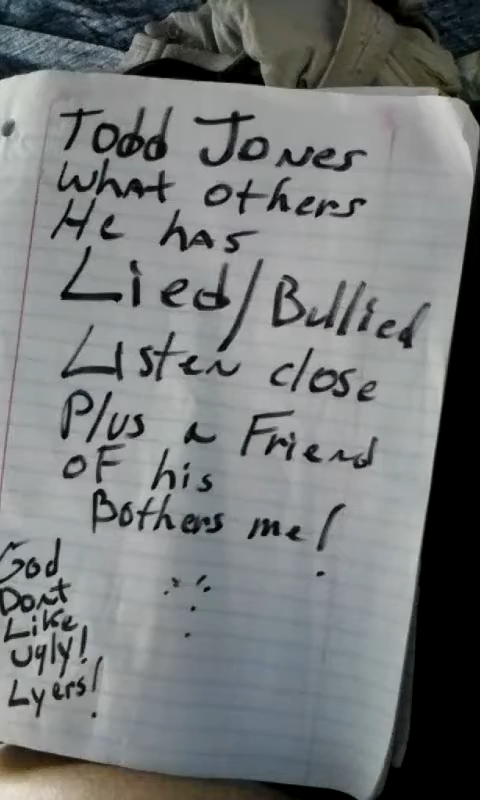 Todd Jones
What others
He has
Lied/Bullied
Listen close
Plus a Friend
OF his
Bothers me!
God
Dont
Like
Ugly!
Lyers!